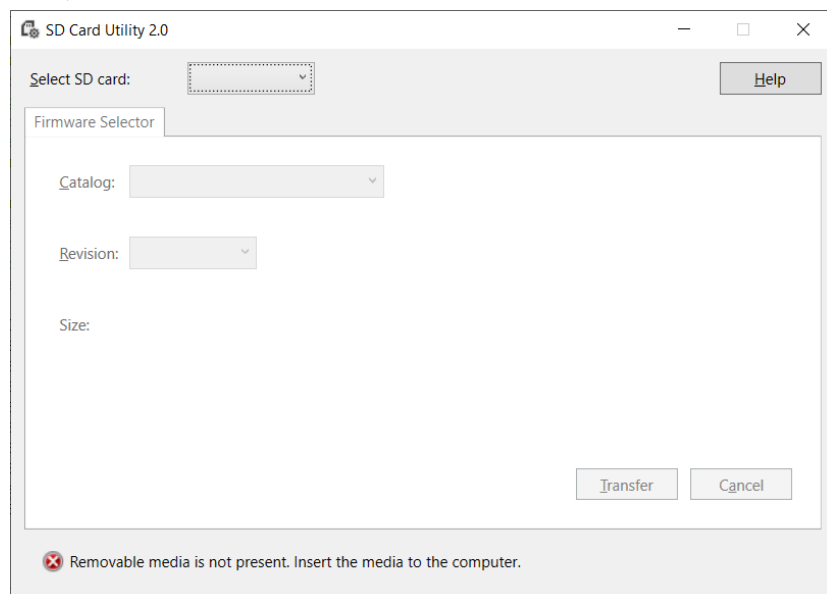 SD Card Utility 2.0
Select SD card:
Help
Firmware Selector
Catalog:
Revision:
Size:
Transfer
Cancel
Removable media is not present. Insert the media to the computer.